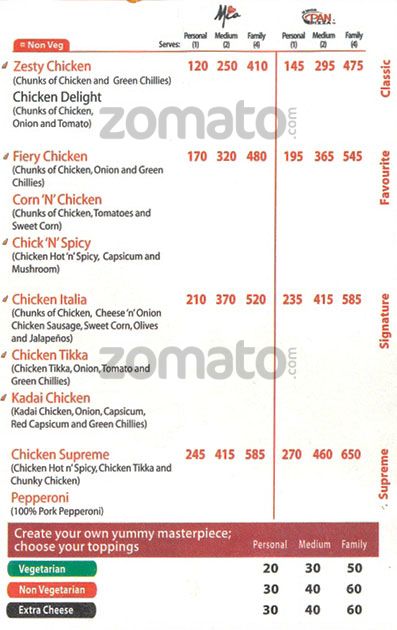 Mia PAN
Personal Medium Family Personal Medium Family
Non Veg Serves: (1) (2) (4) (1) (2) (4)
Zesty Chicken 120 250 410 145 295 475
(Chunks of Chicken and Green Chillies)
Chicken Delight
(Chunks of Chicken,
Onion and Tomato)
Classic
zomato.com
Fiery Chicken 170 320 480 195 365 545
(Chunks of Chicken, Onion and Green
Chillies)
Corn 'N' Chicken
(Chunks of Chicken, Tomatoes and
Sweet Corn)
Chick 'N' Spicy
(Chicken Hot 'n' Spicy, Capsicum and
Mushroom)
Favourite
Chicken Italia 210 370 520 235 415 585
(Chunks of Chicken, Cheese 'n' Onion
Chicken Sausage, Sweet Corn, Olives
and Jalapeños)
Chicken Tikka
(Chicken Tikka, Onion, Tomato and
Green Chillies)
Kadai Chicken
(Kadai Chicken, Onion, Capsicum,
Red Capsicum and Green Chillies)
Signature
zomato.com
Chicken Supreme 245 415 585 270 460 650
(Chicken Hot n' Spicy, Chicken Tikka and
Chunky Chicken)
Pepperoni
(100% Pork Pepperoni)
Supreme
Create your own yummy masterpiece;
choose your toppings Personal Medium Family
Vegetarian 20 30 50
Non Vegetarian 30 40 60
Extra Cheese 30 40 60